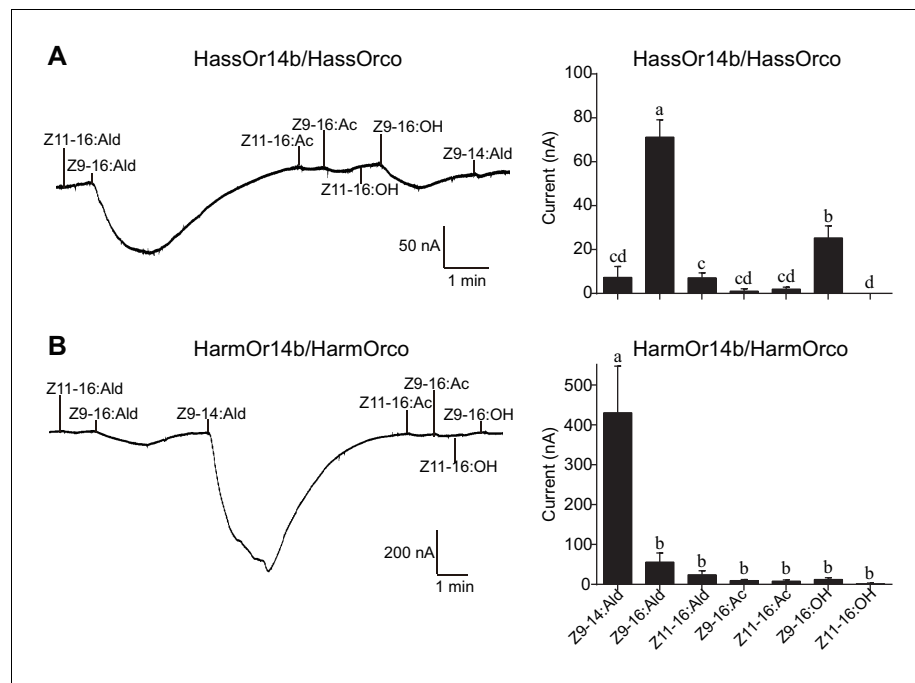 A
HassOr14b/HassOrco
Z11-16:Ald
Z9-16:Ald
Z11-16:Ac
Z9-16:Ac
Z9-16:OH
Z11-16:OH
Z9-14:Ald
50 nA
1 min
HassOr14b/HassOrco
Current (nA)
100
80
60
40
20
0
cd
a
c
cd
cd
b
d
B
HarmOr14b/HarmOrco
Z11-16:Ald
Z9-16:Ald
Z9-14:Ald
Z11-16:Ac
Z9-16:Ac
Z9-16:OH
Z11-16:OH
200 nA
1 min
HarmOr14b/HarmOrco
Current (nA)
500
400
300
200
100
0
a
b
b
b
b
b
b
Z9-14:Ald
Z9-16:Ald
Z11-16:Ald
Z9-16:Ac
Z11-16:Ac
Z9-16:OH
Z11-16:OH